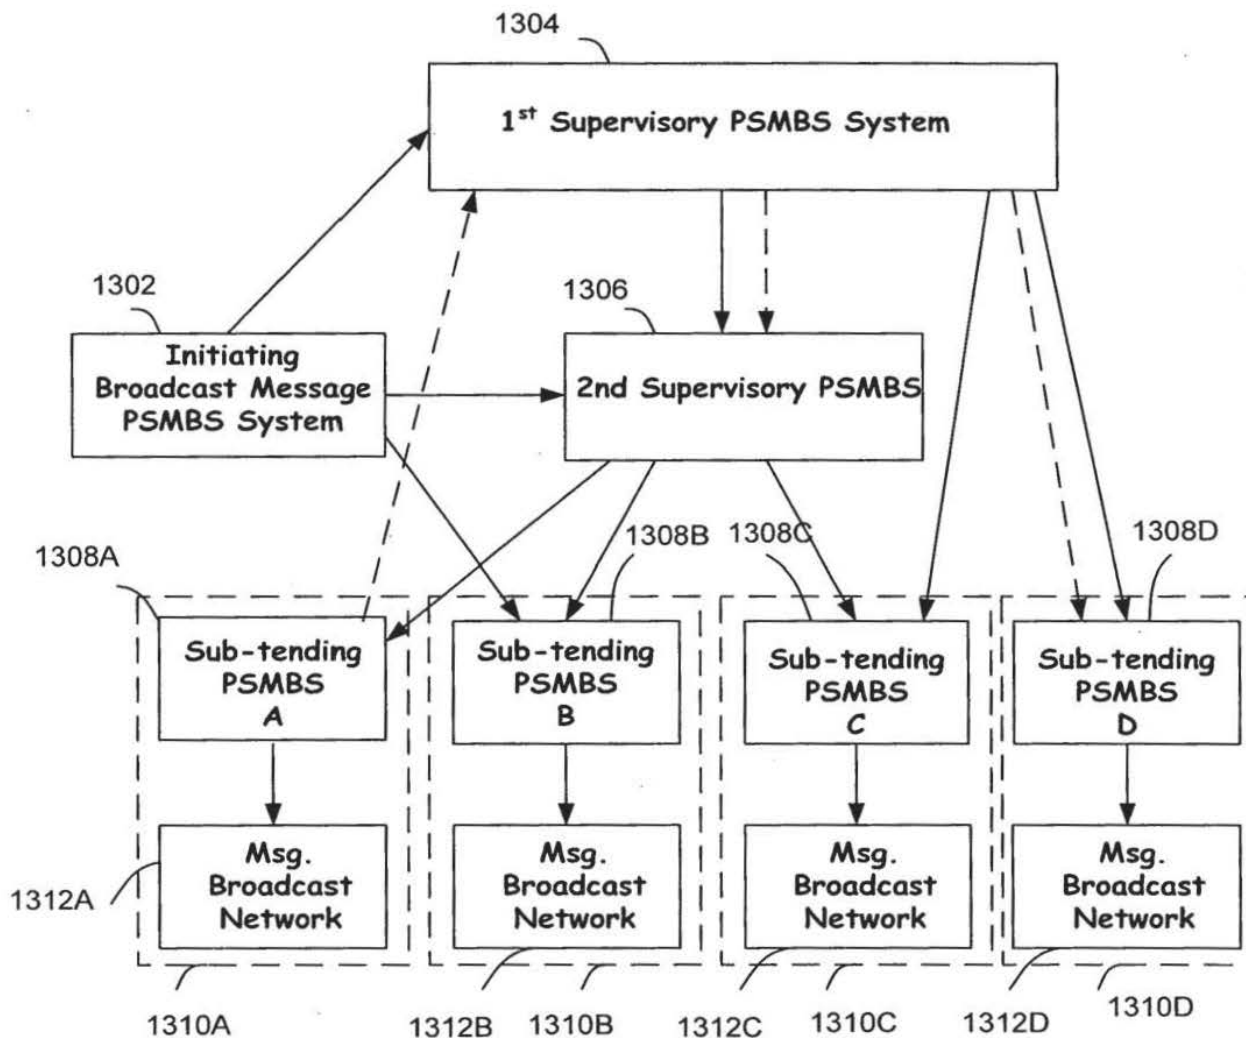 1304
1st Supervisory PSMBS System
1302
1306
Initiating
Broadcast Message
PSMBS System
2nd Supervisory PSMBS
1308A
1308B
1308C
1308D
Sub-tending
PSMBS
A
Sub-tending
PSMBS
B
Sub-tending
PSMBS
C
Sub-tending
PSMBS
D
Msg.
Broadcast
Network
Msg.
Broadcast
Network
Msg.
Broadcast
Network
Msg.
Broadcast
Network
1312A
1310A
1312B
1310B
1312C
1310C
1312D
1310D